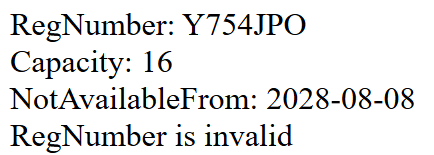 RegNumber: Y754JPO
Capacity: 16
NotAvailableFrom: 2028-08-08
RegNumber is invalid